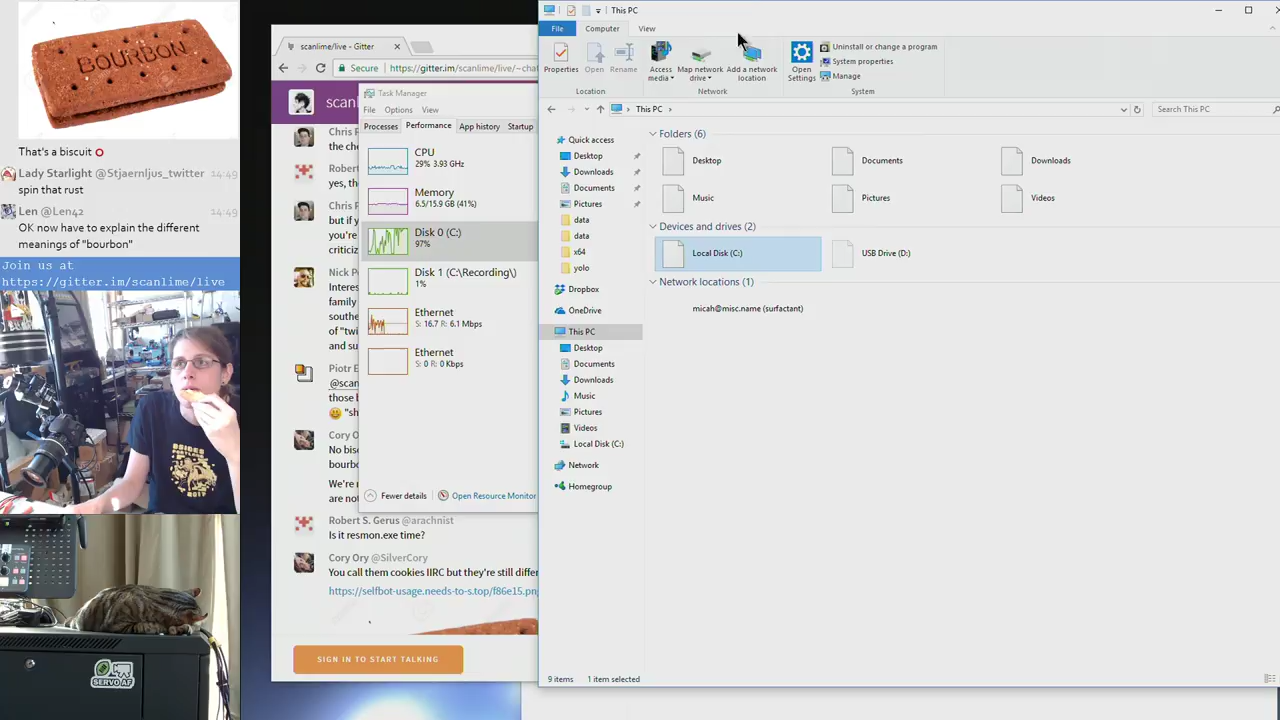 BOURBON
That's a biscuit
Lady Starlight @Stjaernljus_twitter 14:49
spin that rust
Len @Len42 14:49
OK now have to explain the different
meanings of "bourbon"
Join us at
https://gitter.im/scanlime/live
SERVO AF
scanlime/live - Gitter
Secure https://gitter.im/scanlime/live/~cha
scanl
Chris R
the che
Robert
yes, th
Chris P
but if y
you're
criticiz
Nick P
Interes
family
southe
of "twi
and su
Piotr E
@scan
those b
"sh
Cory O
No bis
bourbo
We're n
are no
Robert S. Gerus @arachnist
Is it resmon.exe time?
Cory Ory @SilverCory
You call them cookies IIRC but they're still differ
https://selfbot-usage.needs-to-s.top/f86e15.pn
SIGN IN TO START TALKING
Task Manager
File Options View
Processes Performance App history Startup
CPU
29% 3.93 GHz
Memory
6.5/15.9 GB (41%)
Disk 0 (C:)
97%
Disk 1 (C:\Recording\)
1%
Ethernet
S: 16.7 R: 6.1 Mbps
Ethernet
S: 0 R: 0 Kbps
Fewer details Open Resource Monitor
This PC
File Computer View
Properties Open Rename
Access media Map network drive Add a network location
Open Settings
Uninstall or change a program
System properties
Manage
Location Network System
This PC
Search This PC
Quick access
Desktop
Downloads
Documents
Pictures
data
data
x64
yolo
Dropbox
OneDrive
This PC
Desktop
Documents
Downloads
Music
Pictures
Videos
Local Disk (C:)
Network
Homegroup
Folders (6)
Desktop Documents Downloads
Music Pictures Videos
Devices and drives (2)
Local Disk (C:) USB Drive (D:)
Network locations (1)
micah@misc.name (surfactant)
9 items 1 item selected